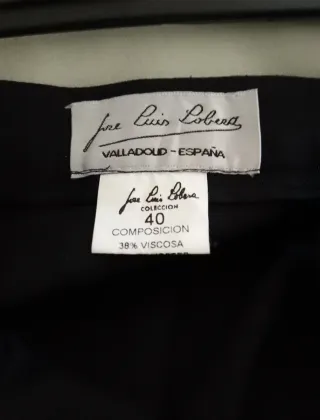 Jose Luis Lobera
VALLADOLID - ESPAÑA
Jose Luis Lobera
COLECCION
40
COMPOSICION
38% VISCOSA